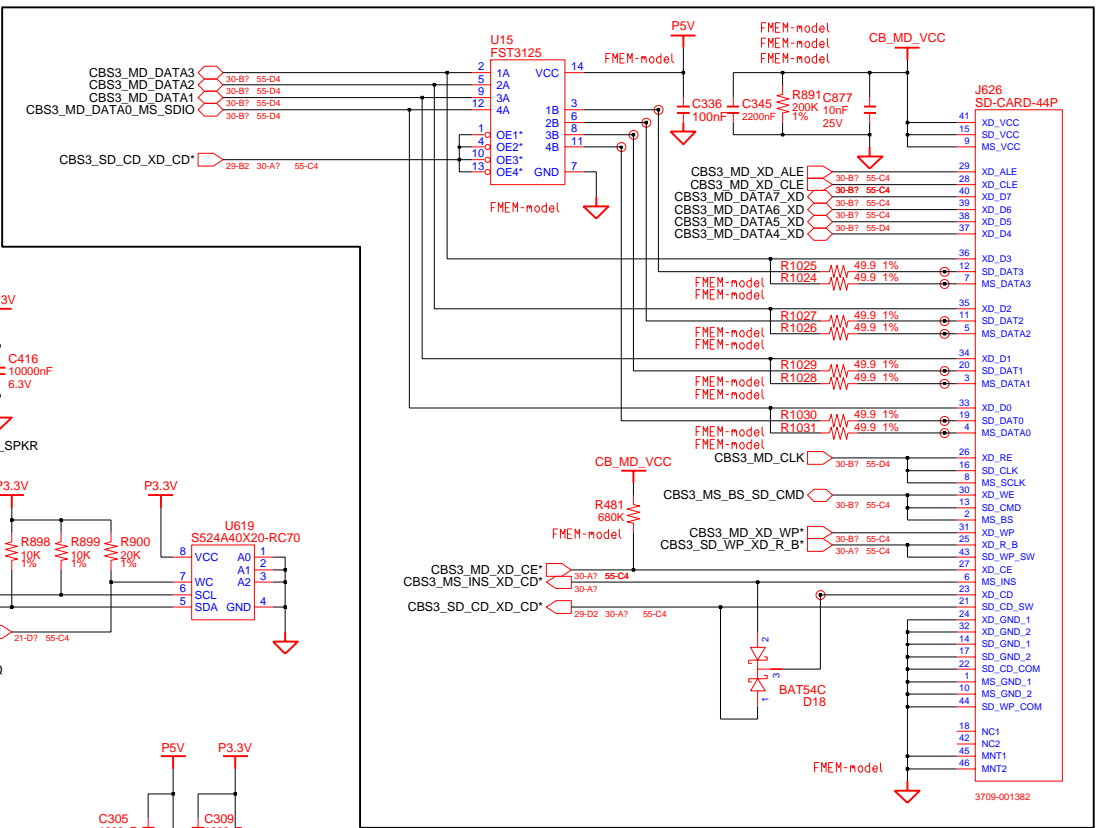 U15
FST3125
2 1A VCC 14
5 2A
9 3A
12 4A
1B 3
2B 6
3B 8
4B 11
1 OE1*
4 OE2*
10 OE3*
13 OE4* GND 7
FMEM-model
CBS3_MD_DATA3 30-B? 55-D4
CBS3_MD_DATA2 30-B? 55-D4
CBS3_MD_DATA1 30-B? 55-D4
CBS3_MD_DATA0_MS_SDIO 30-B? 55-D4
CBS3_SD_CD_XD_CD* 29-B2 30-A? 55-C4
P5V
FMEM-model
C336
100nF
FMEM-model
FMEM-model
FMEM-model
CB_MD_VCC
C345
2200nF
R891
200K
1%
C877
10nF
25V
J626
SD-CARD-44P
41 XD_VCC
15 SD_VCC
9 MS_VCC
CBS3_MD_XD_ALE 30-B? 55-C4 29 XD_ALE
CBS3_MD_XD_CLE 30-B? 55-C4 28 XD_CLE
CBS3_MD_DATA7_XD 30-B? 55-C4 40 XD_D7
CBS3_MD_DATA6_XD 30-B? 55-C4 39 XD_D6
CBS3_MD_DATA5_XD 30-B? 55-D4 38 XD_D5
CBS3_MD_DATA4_XD 37 XD_D4
36 XD_D3
R1025 49.9 1% 12 SD_DAT3
FMEM-model R1024 49.9 1% 7 MS_DATA3
FMEM-model
35 XD_D2
R1027 49.9 1% 11 SD_DAT2
FMEM-model R1026 49.9 1% 5 MS_DATA2
FMEM-model
34 XD_D1
R1029 49.9 1% 20 SD_DAT1
FMEM-model R1028 49.9 1% 3 MS_DATA1
FMEM-model
33 XD_D0
R1030 49.9 1% 19 SD_DAT0
FMEM-model R1031 49.9 1% 4 MS_DATA0
FMEM-model
CBS3_MD_CLK 30-B? 55-D4 26 XD_RE
16 SD_CLK
8 MS_SCLK
CBS3_MS_BS_SD_CMD 30-B? 55-C4 30 XD_WE
13 SD_CMD
2 MS_BS
CBS3_MD_XD_WP* 30-B? 55-C4 31 XD_WP
CBS3_SD_WP_XD_R_B* 30-A? 55-C4 25 XD_R_B
43 SD_WP_SW
CB_MD_VCC
R481
680K
FMEM-model
CBS3_MD_XD_CE* 30-A? 55-C4 27 XD_CE
CBS3_MS_INS_XD_CD* 30-A? 6 MS_INS
23 XD_CD
CBS3_SD_CD_XD_CD* 29-D2 30-A? 55-C4 21 SD_CD_SW
24 XD_GND_1
32 XD_GND_2
14 SD_GND_1
17 SD_GND_2
22 SD_CD_COM
1 MS_GND_1
10 MS_GND_2
44 SD_WP_COM
18 NC1
42 NC2
45 MNT1
46 MNT2
2
3
1
BAT54C
D18
FMEM-model
3709-001382
3V
C416
10000nF
6.3V
_SPKR
P3.3V
P3.3V
R898
10K
1%
R899
10K
1%
R900
20K
1%
U619
S524A40X20-RC70
8 VCC A0 1
A1 2
7 WC A2 3
6 SCL
5 SDA GND 4
21-D? 55-C4
P5V
P3.3V
C305
C309